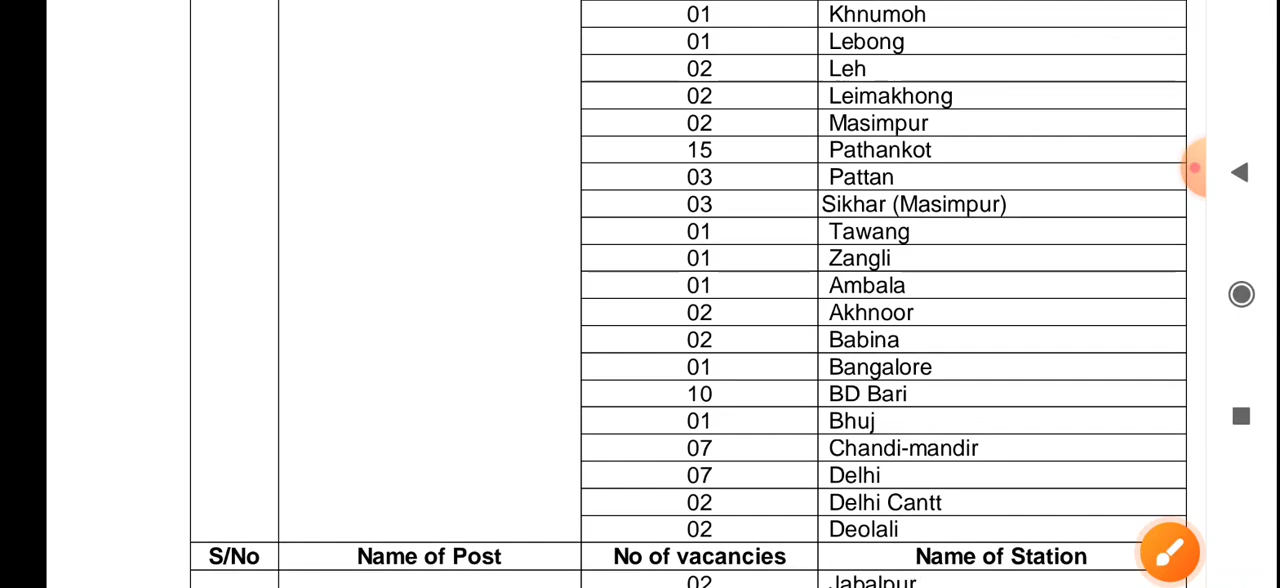 01 Khnumoh
01 Lebong
02 Leh
02 Leimakhong
02 Masimpur
15 Pathankot
03 Pattan
03 Sikhar (Masimpur)
01 Tawang
01 Zangli
01 Ambala
02 Akhnoor
02 Babina
01 Bangalore
10 BD Bari
01 Bhuj
07 Chandi-mandir
07 Delhi
02 Delhi Cantt
02 Deolali
S/No Name of Post No of vacancies Name of Station
02 Jabalpur